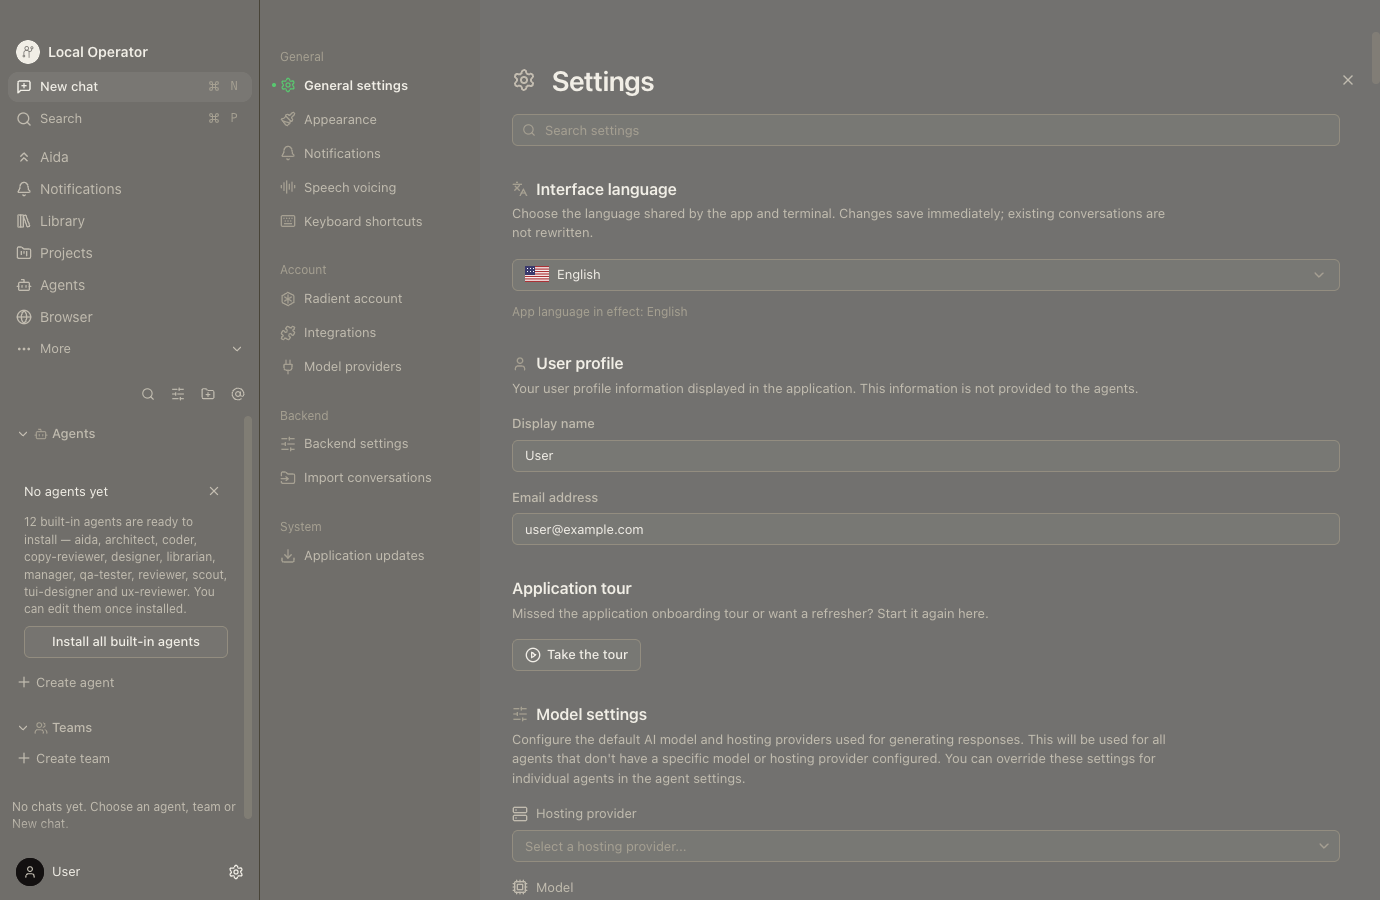 Local Operator
New chat ⌘ N
Search ⌘ P
Aida
Notifications
Library
Projects
Agents
Browser
More
Agents
No agents yet
12 built-in agents are ready to
install — aida, architect, coder,
copy-reviewer, designer, librarian,
manager, qa-tester, reviewer, scout,
tui-designer and ux-reviewer. You
can edit them once installed.
Install all built-in agents
Create agent
Teams
Create team
No chats yet. Choose an agent, team or
New chat.
User
General
General settings
Appearance
Notifications
Speech voicing
Keyboard shortcuts
Account
Radient account
Integrations
Model providers
Backend
Backend settings
Import conversations
System
Application updates
Settings
Search settings
Interface language
Choose the language shared by the app and terminal. Changes save immediately; existing conversations are
not rewritten.
English
App language in effect: English
User profile
Your user profile information displayed in the application. This information is not provided to the agents.
Display name
User
Email address
user@example.com
Application tour
Missed the application onboarding tour or want a refresher? Start it again here.
Take the tour
Model settings
Configure the default AI model and hosting providers used for generating responses. This will be used for all
agents that don't have a specific model or hosting provider configured. You can override these settings for
individual agents in the agent settings.
Hosting provider
Select a hosting provider...
Model